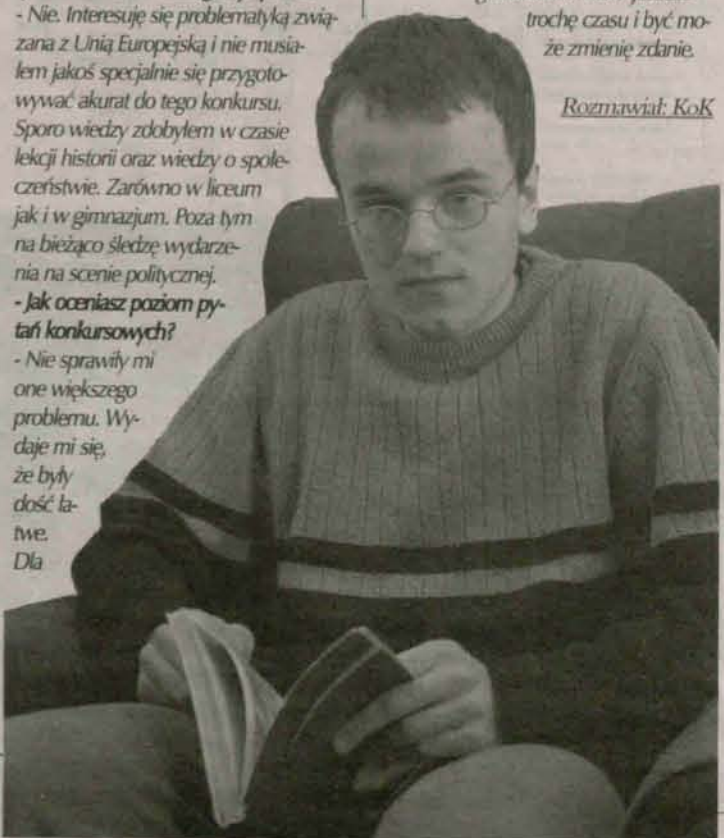 - Nie. Interesuję się problematyką zwią-
zana z Unią Europejską i nie musia-
łem jakoś specjalnie się przygoto-
wywać akurat do tego konkursu.
Sporo wiedzy zdobyłem w czasie
lekcji historii oraz wiedzy o społe-
czeństwie. Zarówno w liceum
jak i w gimnazjum. Poza tym
na bieżąco śledzę wydarze-
nia na scenie politycznej.
- Jak oceniasz poziom py-
tań konkursowych?
- Nie sprawiły mi
one większego
problemu. Wy-
daje mi się,
że były
dość ła-
twe.
Dla
trochę czasu i być mo-
że zmienię zdanie.
Rozmawiał: KoK